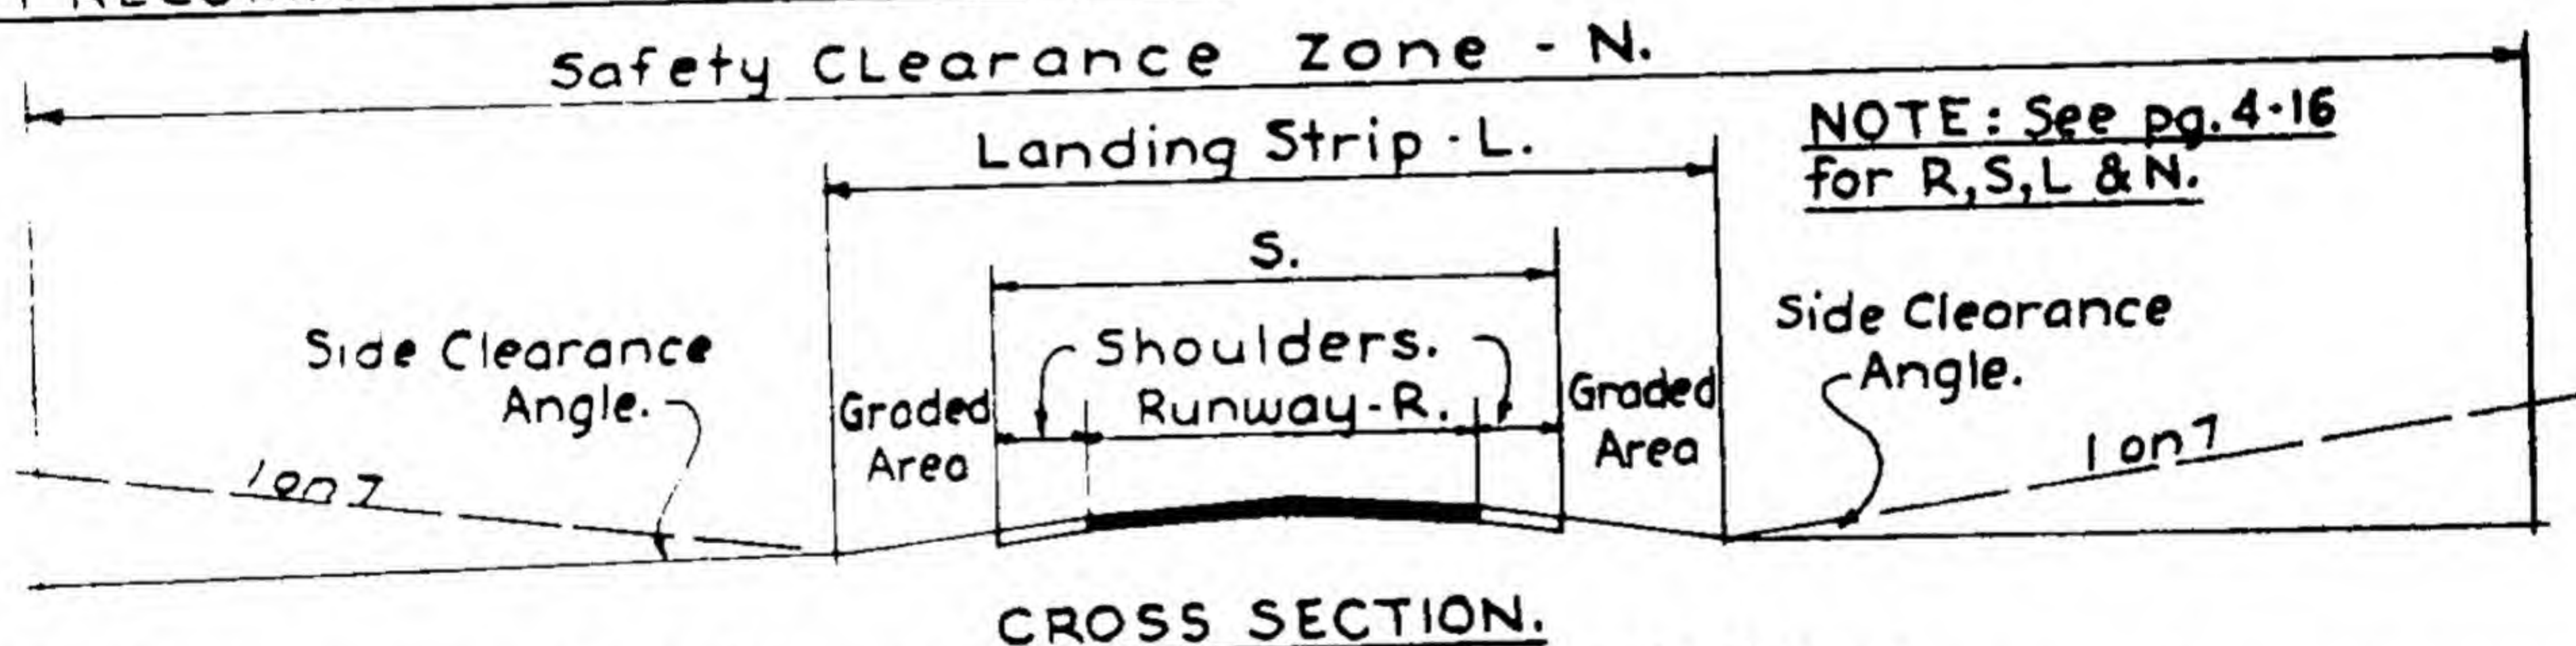 Safety Clearance Zone - N.
Landing Strip - L.
NOTE: See pg. 4-16
for R, S, L & N.
S.
Side Clearance
Angle.
Shoulders.
Runway - R.
Graded
Area
Graded
Area
Side Clearance
Angle.
1 on 7
1 on 7
CROSS SECTION.